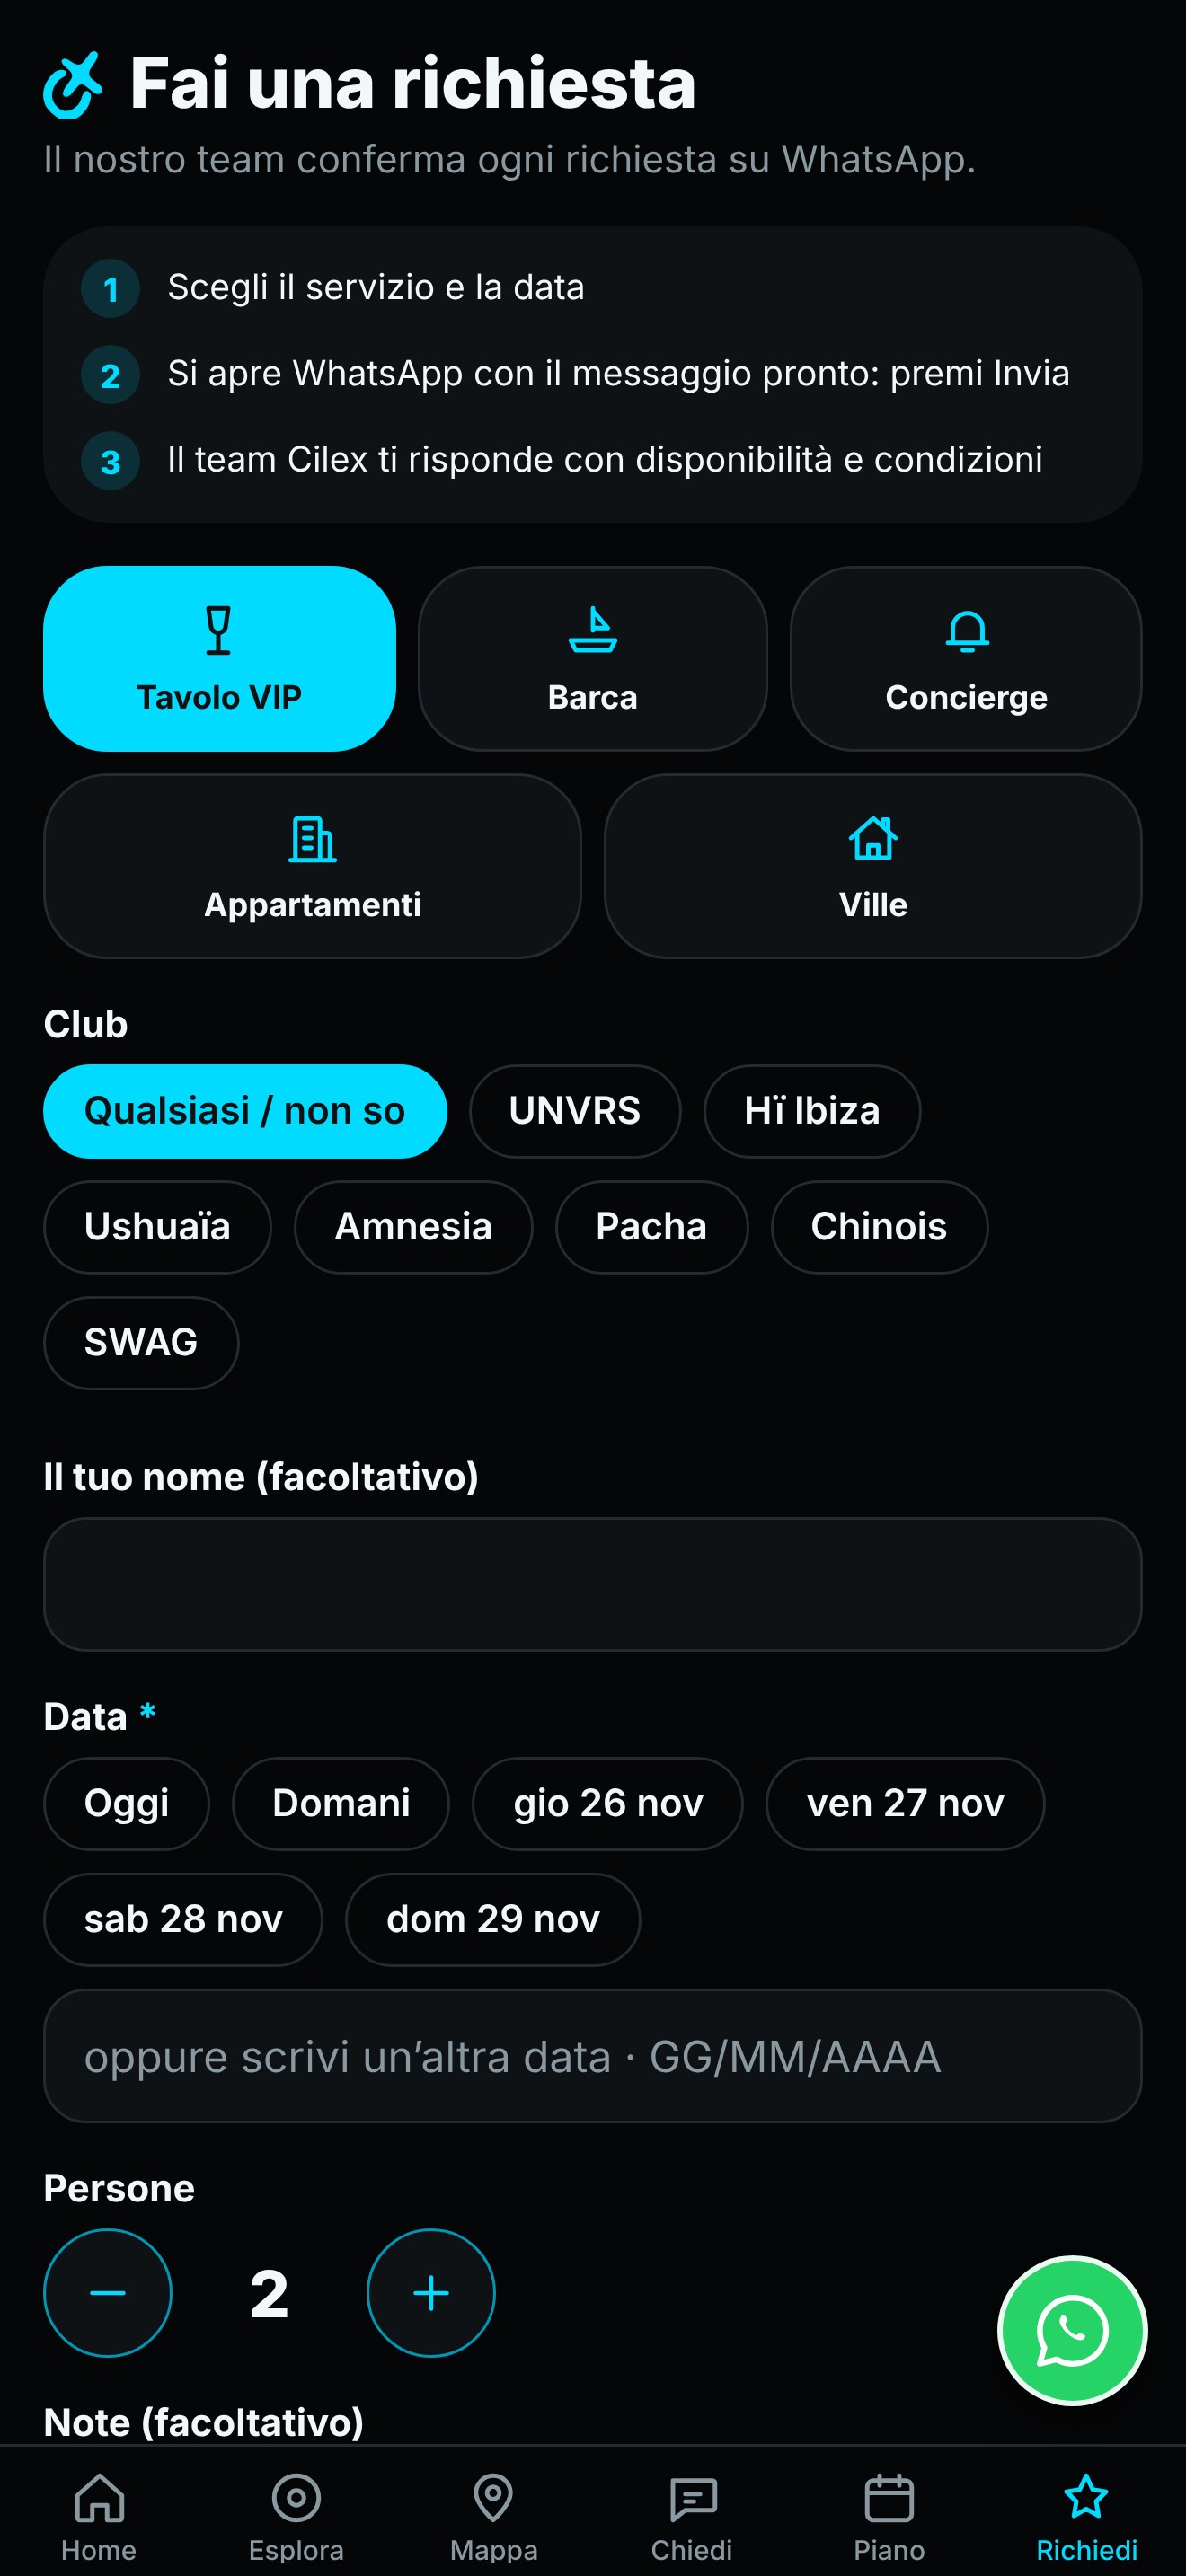 Fai una richiesta
Il nostro team conferma ogni richiesta su WhatsApp.
1 Scegli il servizio e la data
2 Si apre WhatsApp con il messaggio pronto: premi Invia
3 Il team Cilex ti risponde con disponibilità e condizioni
Tavolo VIP Barca Concierge
Appartamenti Ville
Club
Qualsiasi / non so UNVRS Hï Ibiza
Ushuaïa Amnesia Pacha Chinois
SWAG
Il tuo nome (facoltativo)
Data *
Oggi Domani gio 26 nov ven 27 nov
sab 28 nov dom 29 nov
oppure scrivi un’altra data · GG/MM/AAAA
Persone
2
Note (facoltativo)
Home Esplora Mappa Chiedi Piano Richiedi